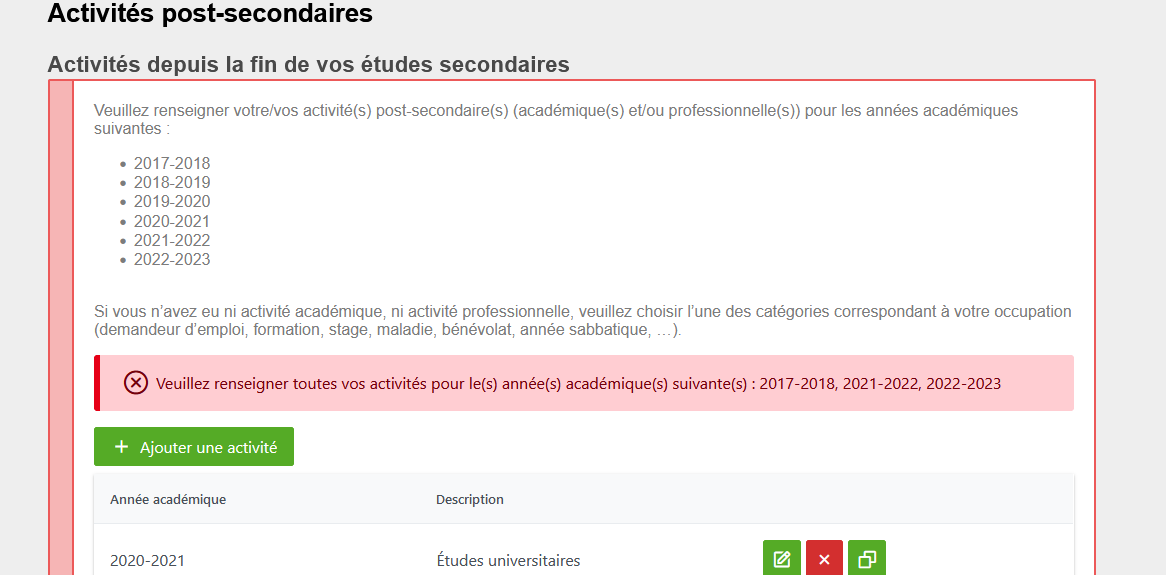 Activités post-secondaires
Activités depuis la fin de vos études secondaires
Veuillez renseigner votre/vos activité(s) post-secondaire(s) (académique(s) et/ou professionnelle(s)) pour les années académiques
suivantes :
• 2017-2018
• 2018-2019
• 2019-2020
• 2020-2021
• 2021-2022
• 2022-2023
Si vous n’avez eu ni activité académique, ni activité professionnelle, veuillez choisir l’une des catégories correspondant à votre occupation
(demandeur d’emploi, formation, stage, maladie, bénévolat, année sabbatique, …).
Veuillez renseigner toutes vos activités pour le(s) année(s) académique(s) suivante(s) : 2017-2018, 2021-2022, 2022-2023
+ Ajouter une activité
Année académique Description
2020-2021 Études universitaires